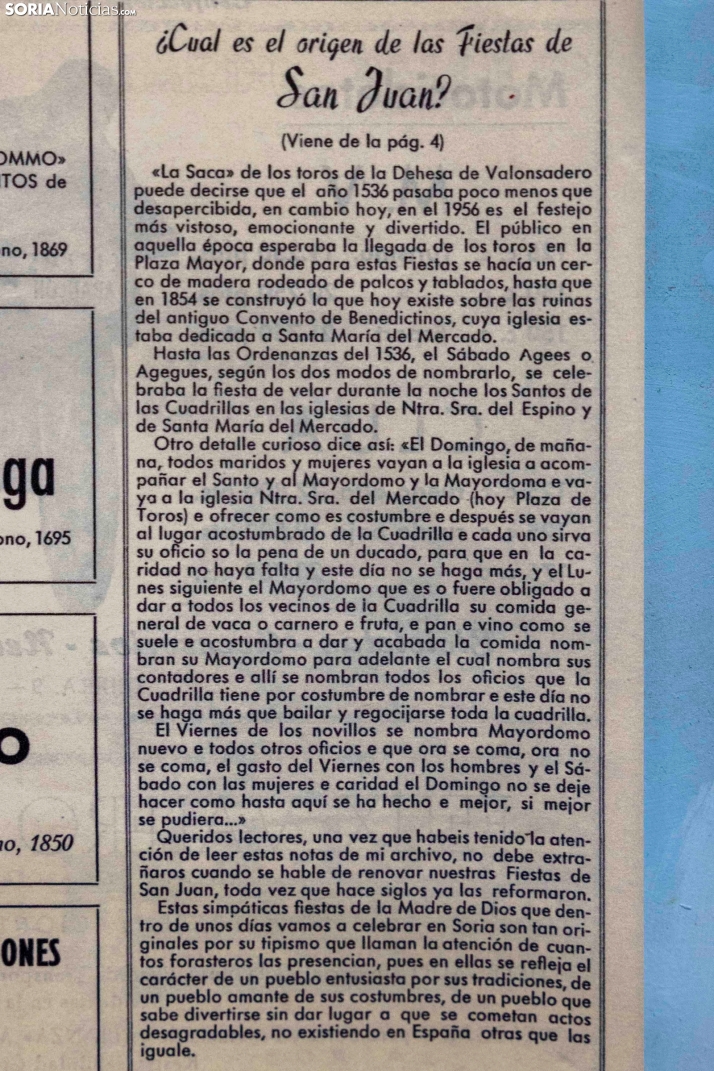 SORIANoticias.com
¿Cual es el origen de las Fiestas de
San Juan?
(Viene de la pág. 4)
«La Saca» de los toros de la Dehesa de Valonsadero
puede decirse que el año 1536 pasaba poco menos que
desapercibida, en cambio hoy, en el 1956 es el festejo
más vistoso, emocionante y divertido. El público en
aquella época esperaba la llegada de los toros en la
Plaza Mayor, donde para estas Fiestas se hacía un cer-
co de madera rodeado de palcos y tablados, hasta que
en 1854 se construyó la que hoy existe sobre las ruinas
del antiguo Convento de Benedictinos, cuya iglesia es-
taba dedicada a Santa María del Mercado.
Hasta las Ordenanzas del 1536, el Sábado Agees o
Agegues, según los dos modos de nombrarlo, se cele-
braba la fiesta de velar durante la noche los Santos de
las Cuadrillas en las iglesias de Ntra. Sra. del Espino y
de Santa María del Mercado.
Otro detalle curioso dice así: «El Domingo, de maña-
na, todos maridos y mujeres vayan a la iglesia a acom-
pañar el Santo y al Mayordomo y la Mayordoma e va-
ya a la iglesia Ntra. Sra. del Mercado (hoy Plaza de
Toros) e ofrecer como es costumbre e después se vayan
al lugar acostumbrado de la Cuadrilla e cada uno sirva
su oficio so la pena de un ducado, para que en la ca-
ridad no haya falta y este día no se haga más, y el Lu-
nes siguiente el Mayordomo que es o fuere obligado a
dar a todos los vecinos de la Cuadrilla su comida ge-
neral de vaca o carnero e fruta, e pan e vino como se
suele e acostumbra a dar y acabada la comida nom-
bran su Mayordomo para adelante el cual nombra sus
contadores e allí se nombran todos los oficios que la
Cuadrilla tiene por costumbre de nombrar e este día no
se haga más que bailar y regocijarse toda la cuadrilla.
El Viernes de los novillos se nombra Mayordomo
nuevo e todos otros oficios e que ora se coma, ora no
se coma, el gasto del Viernes con los hombres y el Sá-
bado con las mujeres e caridad el Domingo no se deje
hacer como hasta aquí se ha hecho e mejor, si mejor
se pudiera...»
Queridos lectores, una vez que habeis tenido la aten-
ción de leer estas notas de mi archivo, no debe extra-
ñaros cuando se hable de renovar nuestras Fiestas de
San Juan, toda vez que hace siglos ya las reformaron.
Estas simpáticas fiestas de la Madre de Dios que den-
tro de unos días vamos a celebrar en Soria son tan ori-
ginales por su tipismo que llaman la atención de cuan-
tos forasteros las presencian, pues en ellas se refleja el
carácter de un pueblo entusiasta por sus tradiciones, de
un pueblo amante de sus costumbres, de un pueblo que
sabe divertirse sin dar lugar a que se cometan actos
desagradables, no existiendo en España otras que las
iguale.
OMMO»
TOS de
no, 1869
ga
ono, 1695
o
no, 1850
ONES